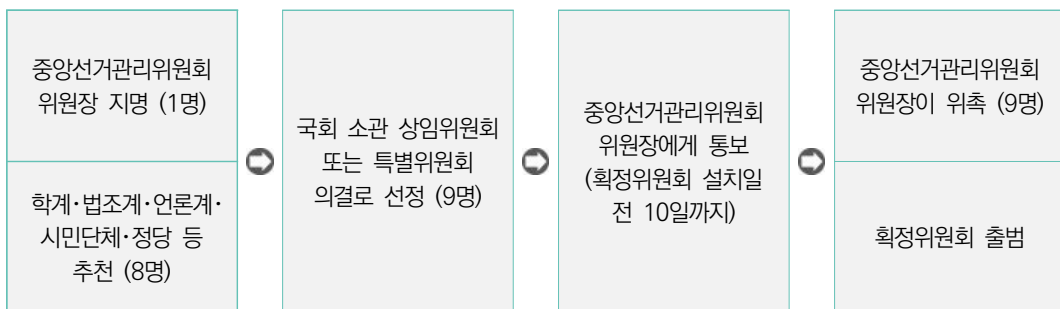 중앙선거관리위원회
위원장 지명 (1명)
학계·법조계·언론계·
시민단체·정당 등
추천 (8명)
국회 소관 상임위원회
또는 특별위원회
의결로 선정 (9명)
중앙선거관리위원회
위원장에게 통보
(획정위원회 설치일
전 10일까지)
중앙선거관리위원회
위원장이 위촉 (9명)
획정위원회 출범